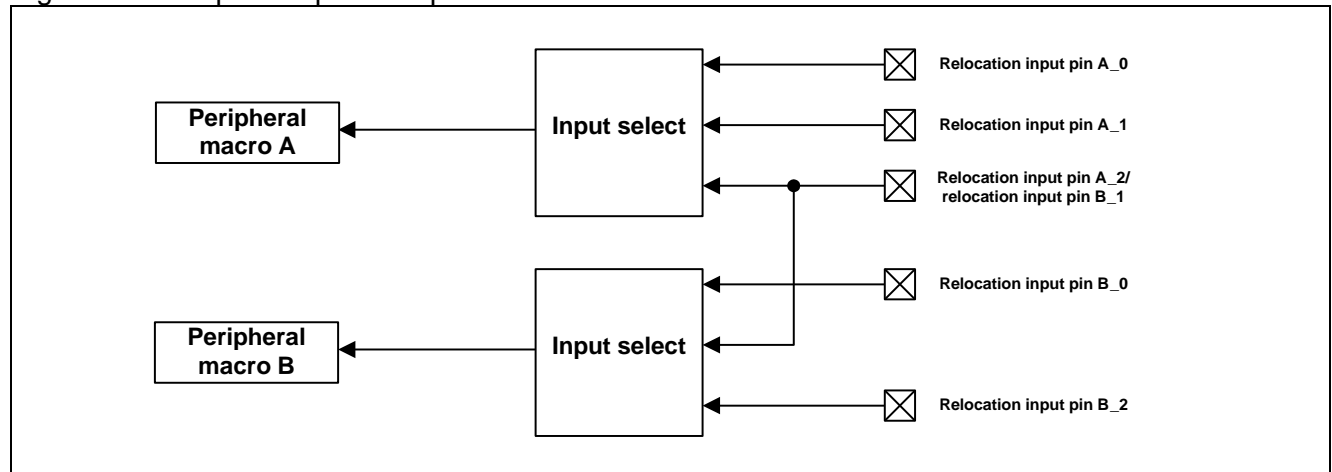 Relocation input pin A_0
Peripheral
macro A
Input select
Relocation input pin A_1
Relocation input pin A_2/
relocation input pin B_1
Relocation input pin B_0
Peripheral
macro B
Input select
Relocation input pin B_2